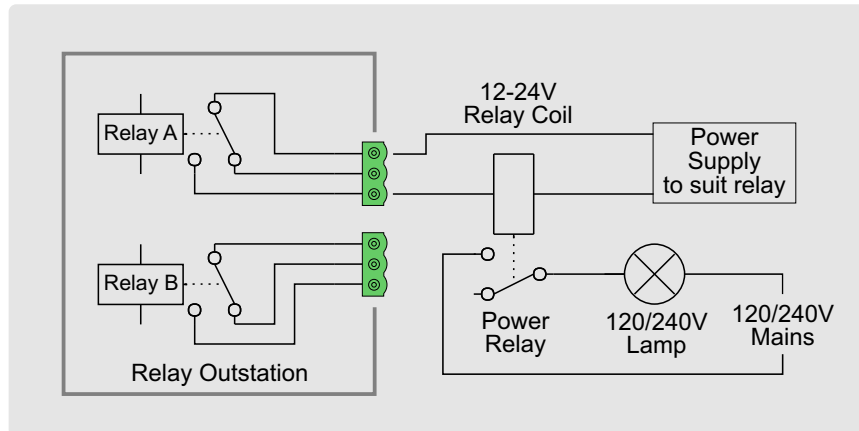 Relay A
Relay B
Relay Outstation
12-24V
Relay Coil
Power
Supply
to suit relay
Power
Relay
120/240V
Lamp
120/240V
Mains